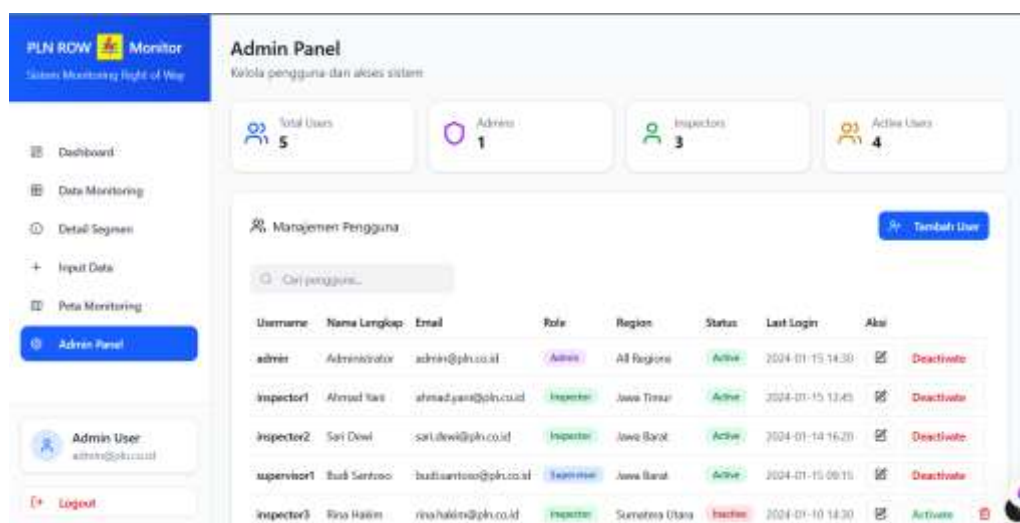 PLN ROW Monitor
Sistem Monitoring Right of Way
Dashboard
Data Monitoring
Detail Segmen
Input Data
Peta Monitoring
Admin Panel
Admin User
admin@pln.co.id
Logout
Admin Panel
Kelola pengguna dan akses sistem
Total Users
5
Admins
1
Inspectors
3
Active Users
4
Manajemen Pengguna
Tambah User
Cari pengguna...
Username Nama Lengkap Email Role Region Status Last Login Aksi
admin Administrator admin@pln.co.id Admin All Regions Active 2024-01-15 14:30 Deactivate
inspector1 Ahmad Yani ahmad.yani@pln.co.id Inspector Jawa Timur Active 2024-01-15 13:45 Deactivate
inspector2 Sari Dewi sari.dewi@pln.co.id Inspector Jawa Barat Active 2024-01-14 16:20 Deactivate
supervisor1 Budi Santoso budi.santoso@pln.co.id Supervisor Jawa Barat Active 2024-01-15 09:15 Deactivate
inspector3 Rina Hakim rina.hakim@pln.co.id Inspector Sumatera Utara Inactive 2024-01-10 14:30 Activate